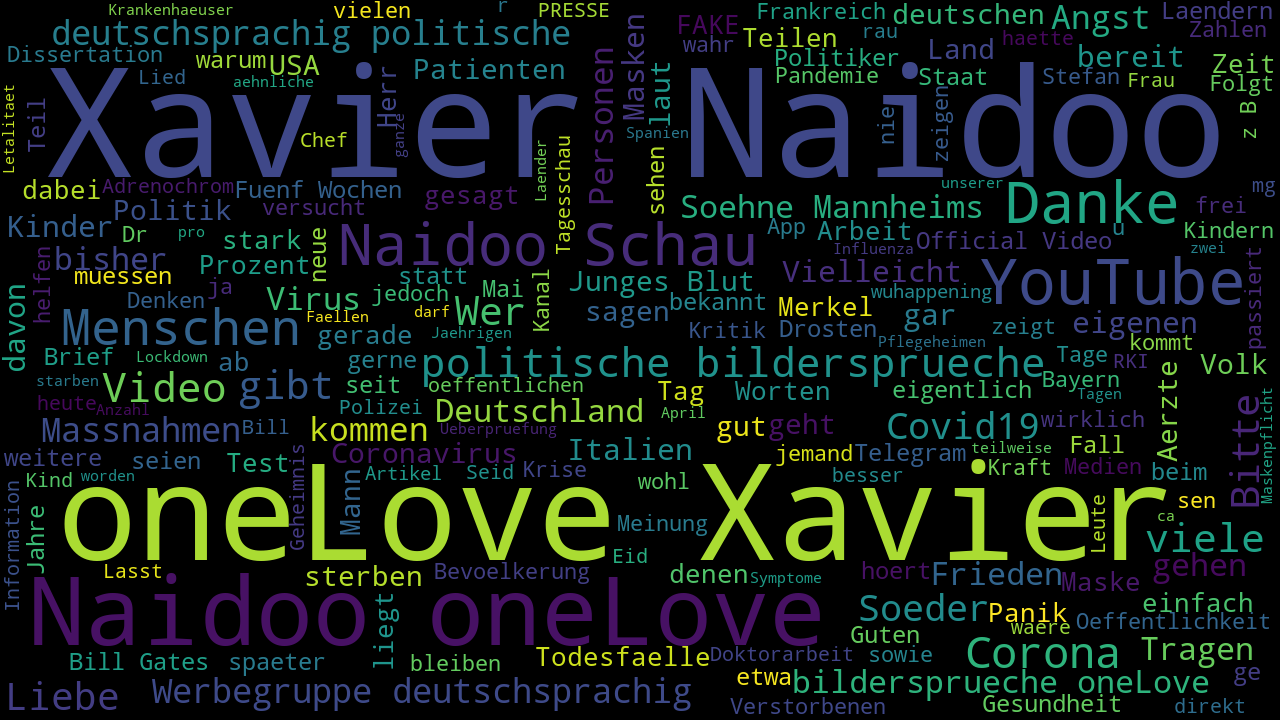 Krankenhaeuser
vielen
r
PRESSE
FAKE
Frankreich
deutschen
Angst
Laendern
deutschsprachig politische
Masken
Teilen
rau
haette
Zahlen
Dissertation
warum
USA
Herr
Patienten
Personen
laut
wahr
Politiker
Land
bereit
Zeit
Letalitaet
Teil
Lied
aehnliche
Pandemie
Staat
Stefan
Frau
Folgt
Xavier Naidoo
Chef
ganze
Spanien
nie
zeigen
z B
Laender
Tagesschau
sehen
dabei
Adrenochrom
Fuenf Wochen
gesagt
unserer
Danke
mg
Kinder
Politik
versucht
Soehne Mannheims
frei
Dr
pro
stark
neue
Naidoo Schau
App
Arbeit
Official Video
u
Kindern
helfen
bisher
Prozent
Influenza
zwei
davon
muessen
ja
statt
Kanal
Junges Blut
Vielleicht
YouTube
passiert
Denken
Virus
jedoch
Mai
Wer
sagen
bekannt
Merkel
wuhappening
Menschen
Faellen
darf
gerade
Jaehrigen
Kritik
Drosten
gar
zeigt
eigenen
Pflegeheimen
kommt
Brief
Lockdown
ab
gerne
politische bildersprueche
Tage
RKI
Volk
starben
Video
gibt
seit
oeffentlichen
Tag
Worten
eigentlich
Bayern
Tagen
Aerzte
heute
Anzahl
Polizei
Deutschland
April
Bitte
Maskenpflicht
Massnahmen
Bill
kommen
Ueberpruefung
gut
geht
Covid19
wirklich
weitere
seien
Test
Geheimnis
Coronavirus
Italien
jemand
Telegram
teilweise
Fall
Kind
worden
Mann
Artikel
Seid
Krise
wohl
besser
Kraft
Medien
beim
Information
Jahre
oneLove Xavier
Meinung
Leute
sen
ca
viele
Eid
Lasst
sterben
Bevoelkerung
denen
Symptome
hoert
Frieden
Maske
gehen
Naidoo oneLove
liegt
Soeder
Panik
einfach
waere
Oeffentlichkeit
Guten
Bill Gates
spaeter
bleiben
Todesfaelle
Doktorarbeit
sowie
Corona
Tragen
Liebe
Werbegruppe deutschsprachig
etwa
bildersprueche oneLove
ge
Verstorbenen
Gesundheit
direkt